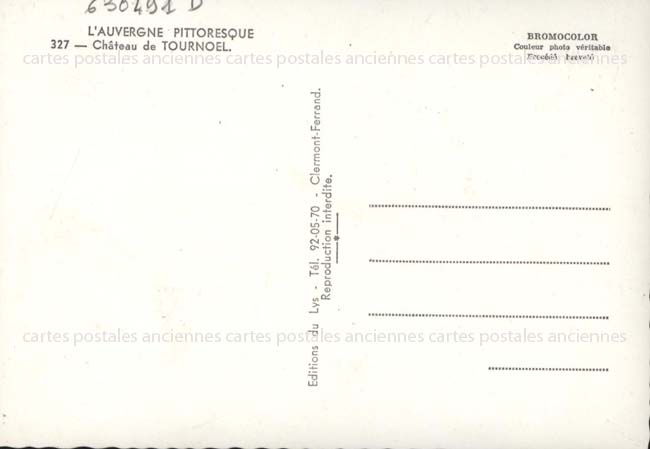 630491 D
L'AUVERGNE PITTORESQUE
327 — Château de TOURNOEL.
BROMOCOLOR
Couleur photo véritable
Procédé breveté
cartes postales anciennes cartes postales anciennes cartes postales anciennes
Editions du Lys - Tél. 92-05-70 - Clermont-Ferrand.
Reproduction interdite.
cartes postales anciennes cartes postales anciennes cartes postales anciennes